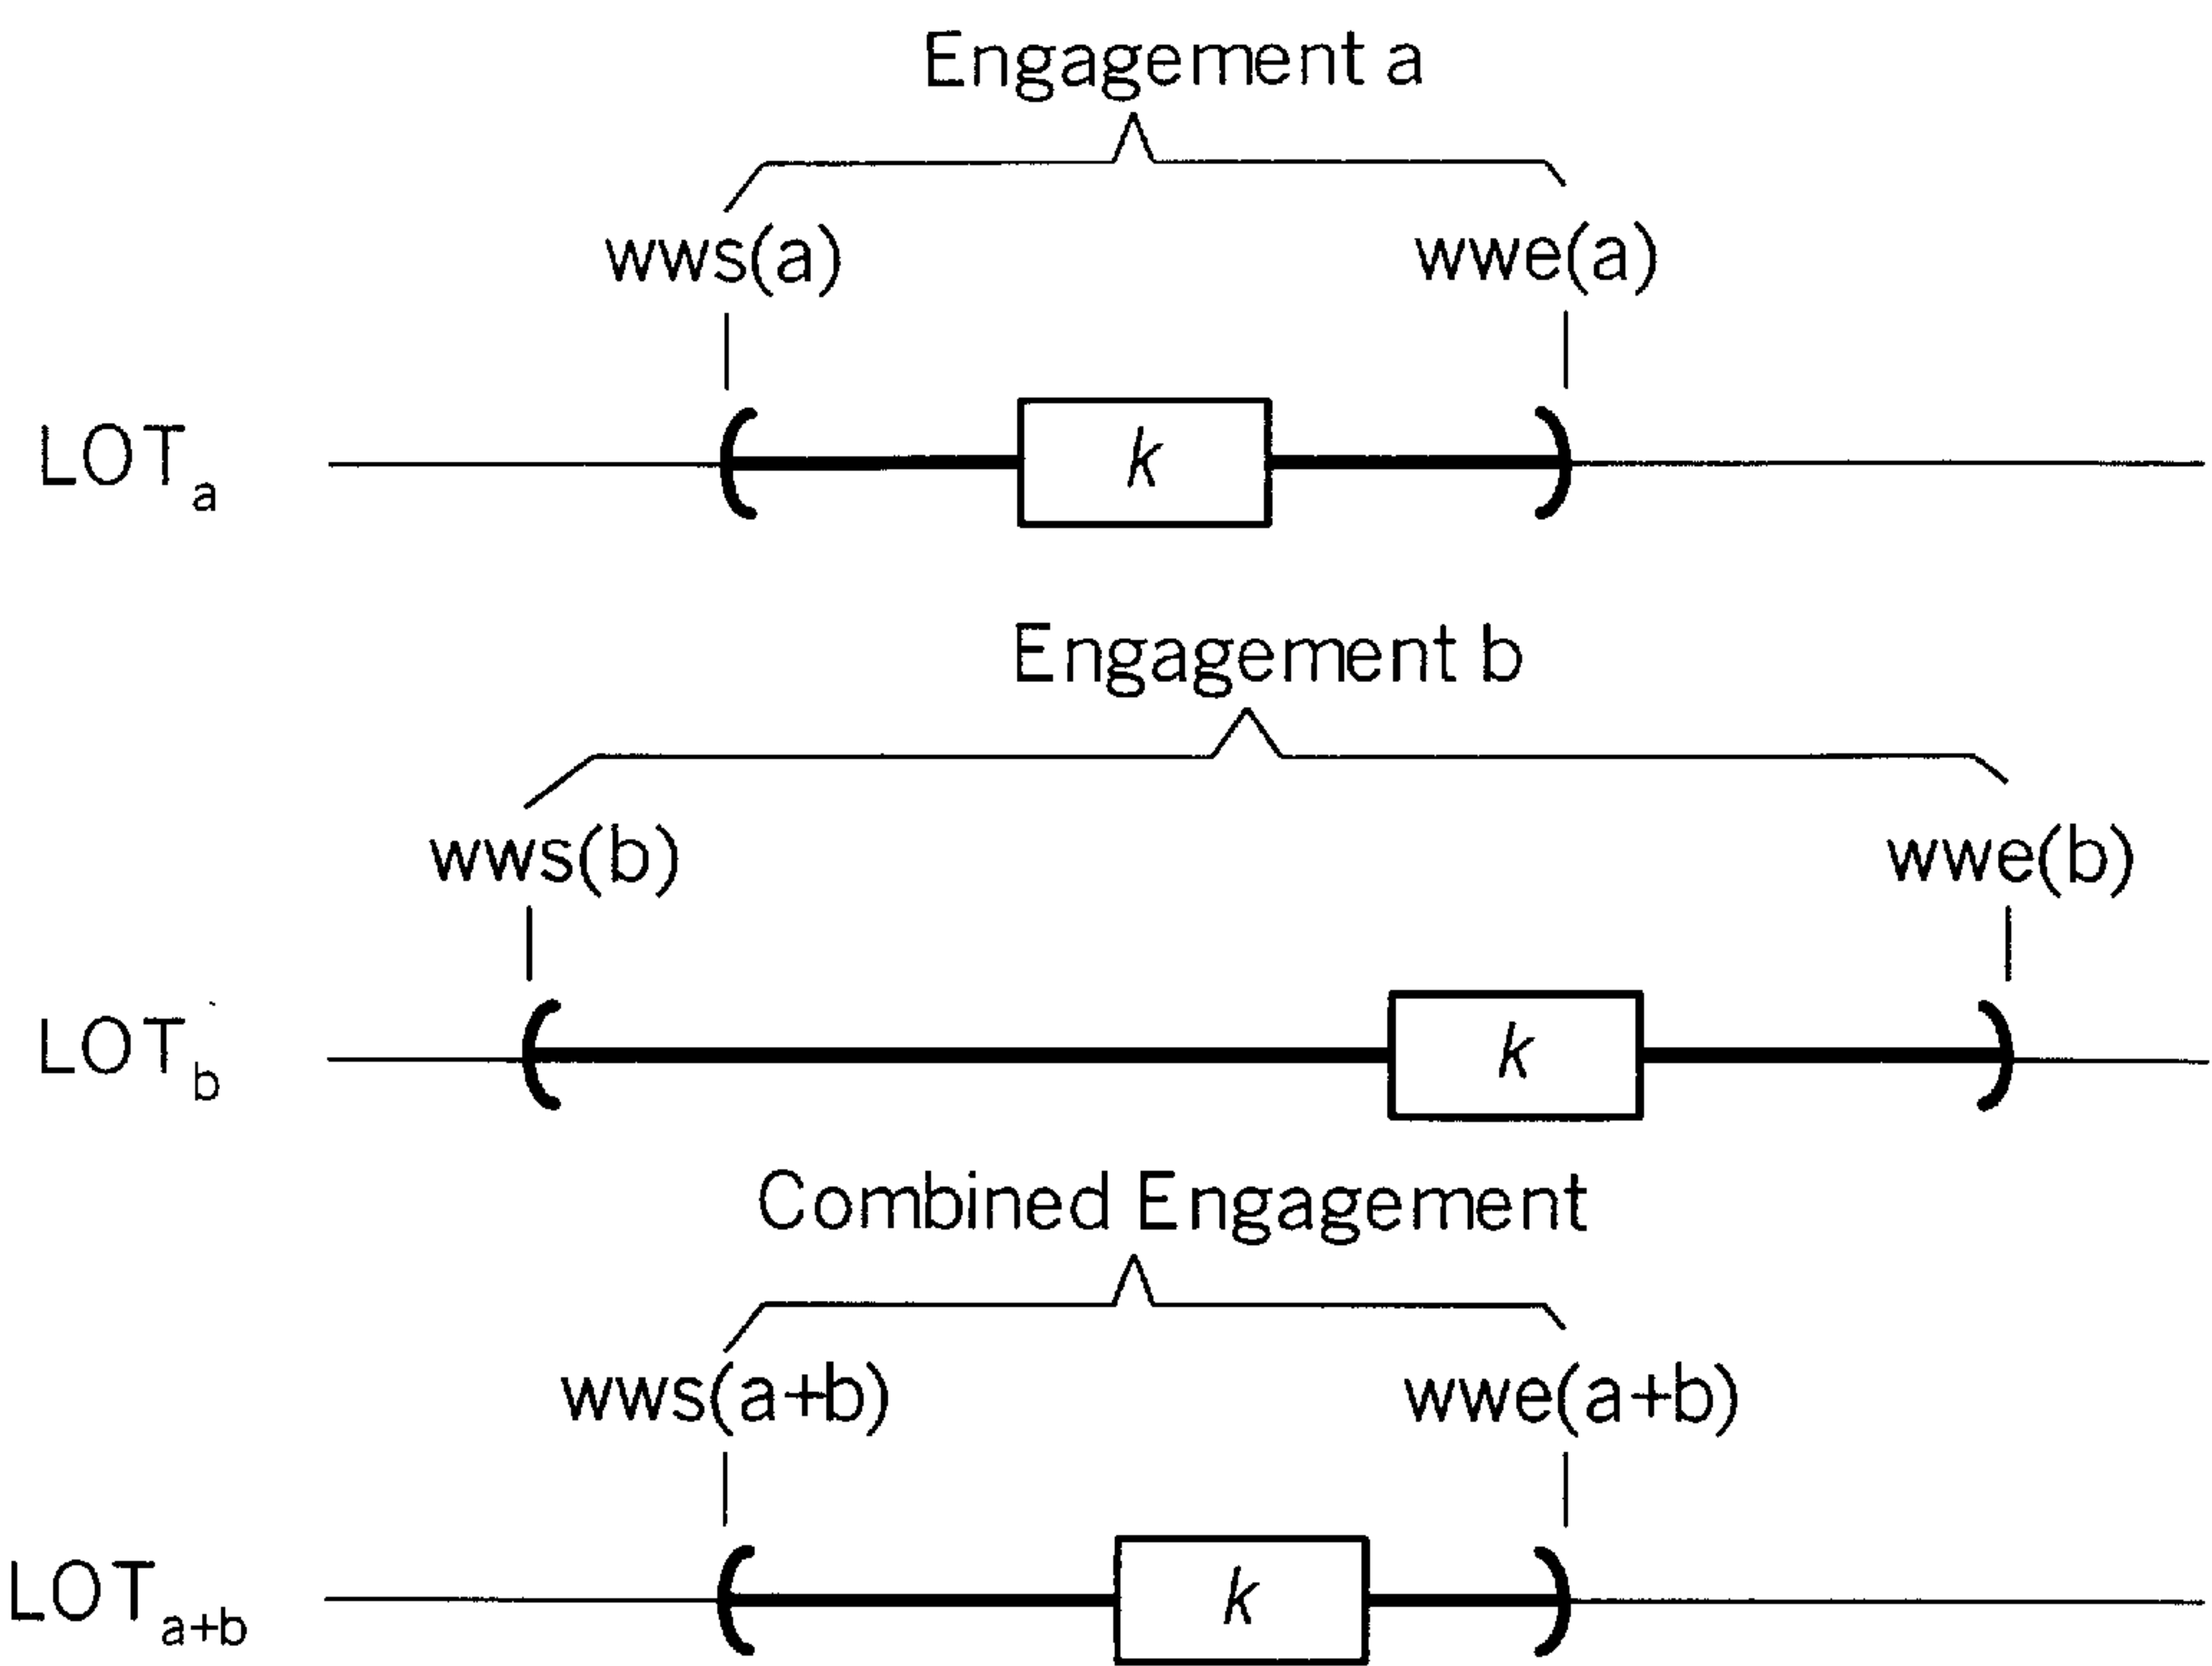 Engagement a
wws(a) wwe(a)
LOTa k
Engagement b
wws(b) wwe(b)
LOTb k
Combined Engagement
wws(a+b) wwe(a+b)
LOTa+b k